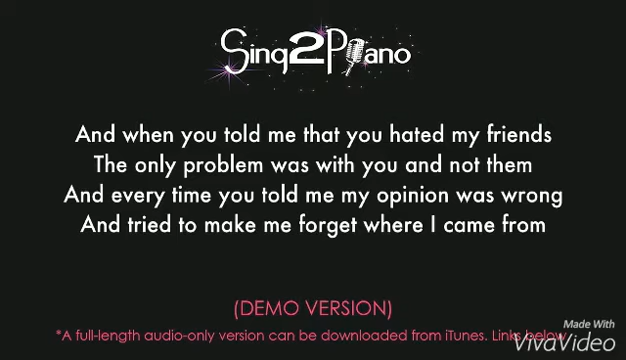 Sing2Piano
And when you told me that you hated my friends
The only problem was with you and not them
And every time you told me my opinion was wrong
And tried to make me forget where I came from
(DEMO VERSION)
*A full-length audio-only version can be downloaded from iTunes. Links below
Made With
VivaVideo